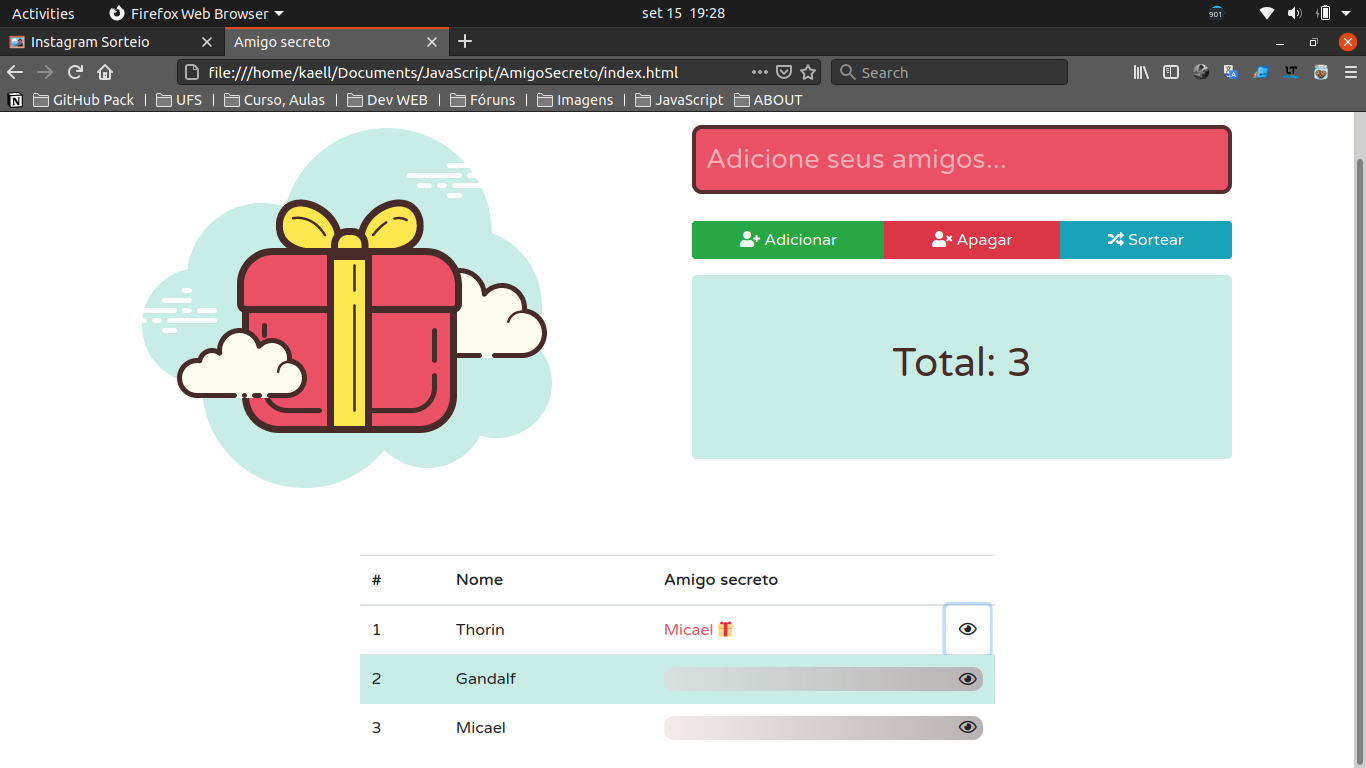 Activities Firefox Web Browser set 15 19:28 901
Instagram Sorteio Amigo secreto
file:///home/kaell/Documents/JavaScript/AmigoSecreto/index.html Search LT
N GitHub Pack UFS Curso, Aulas Dev WEB Fóruns Imagens JavaScript ABOUT
Adicione seus amigos...
Adicionar Apagar Sortear
Total: 3
# Nome Amigo secreto
1 Thorin Micael
2 Gandalf
3 Micael